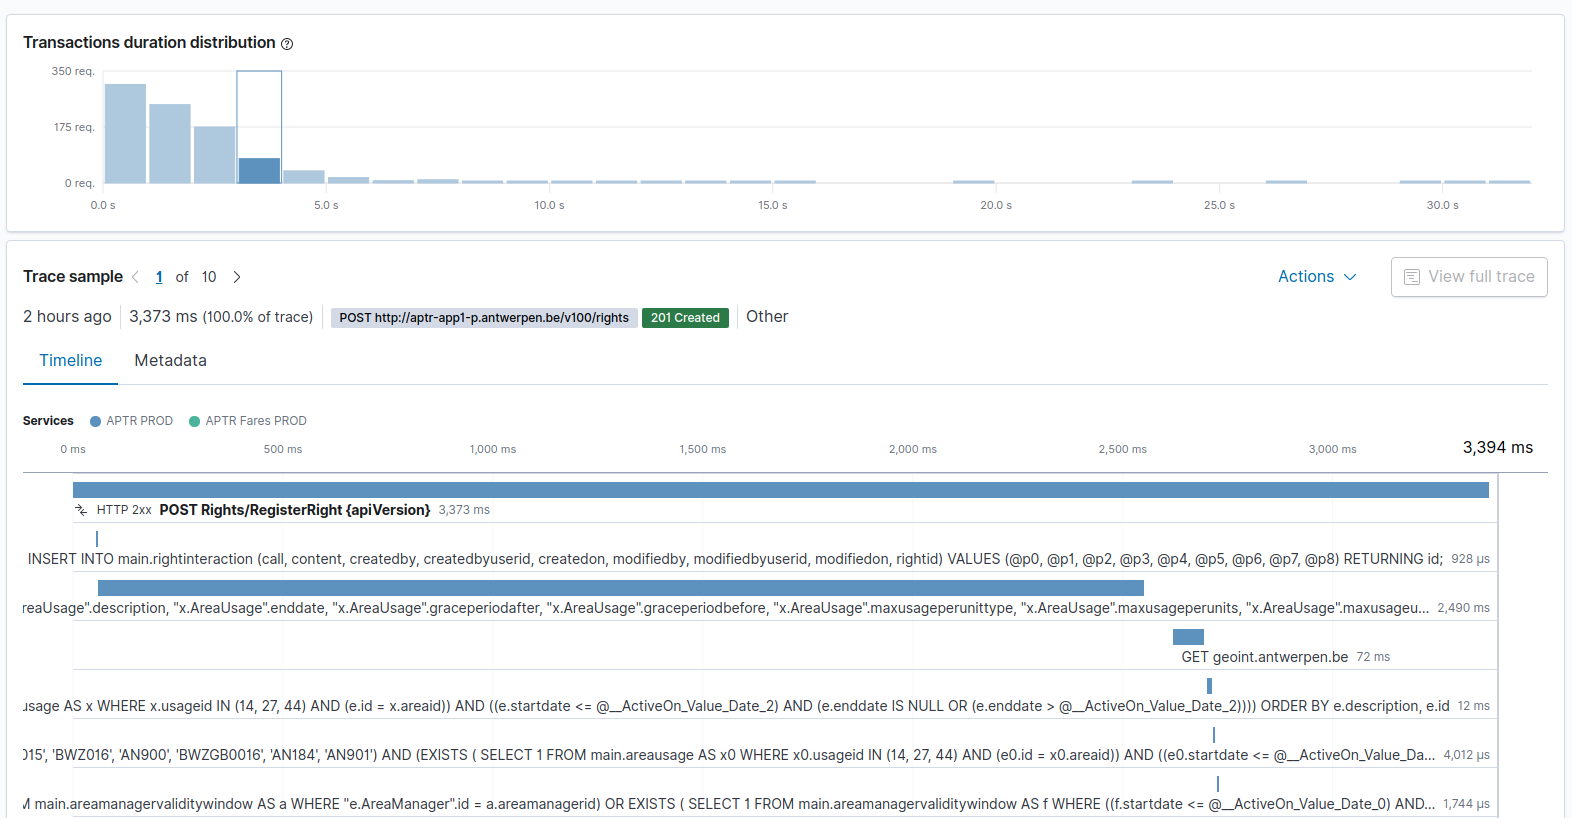 Transactions duration distribution
350 req.
175 req.
0 req.
0.0 s 5.0 s 10.0 s 15.0 s 20.0 s 25.0 s 30.0 s
Trace sample 1 of 10 Actions View full trace
2 hours ago 3,373 ms (100.0% of trace) POST http://aptr-app1-p.antwerpen.be/v100/rights 201 Created Other
Timeline Metadata
Services APTR PROD APTR Fares PROD
0 ms 500 ms 1,000 ms 1,500 ms 2,000 ms 2,500 ms 3,000 ms 3,394 ms
HTTP 2xx POST Rights/RegisterRight {apiVersion} 3,373 ms
INSERT INTO main.rightinteraction (call, content, createdby, createdbyuserid, createdon, modifiedby, modifiedbyuserid, modifiedon, rightid) VALUES (@p0, @p1, @p2, @p3, @p4, @p5, @p6, @p7, @p8) RETURNING id; 928 μs
reaUsage".description, "x.AreaUsage".enddate, "x.AreaUsage".graceperiodafter, "x.AreaUsage".graceperiodbefore, "x.AreaUsage".maxusageperunittype, "x.AreaUsage".maxusageperunits, "x.AreaUsage".maxusageu... 2,490 ms
GET geoint.antwerpen.be 72 ms
usage AS x WHERE x.usageid IN (14, 27, 44) AND (e.id = x.areaid)) AND ((e.startdate <= @__ActiveOn_Value_Date_2) AND (e.enddate IS NULL OR (e.enddate > @__ActiveOn_Value_Date_2)))) ORDER BY e.description, e.id 12 ms
015', 'BWZ016', 'AN900', 'BWZGB0016', 'AN184', 'AN901') AND (EXISTS ( SELECT 1 FROM main.areausage AS x0 WHERE x0.usageid IN (14, 27, 44) AND (e0.id = x0.areaid)) AND ((e0.startdate <= @__ActiveOn_Value_Da... 4,012 μs
M main.areamanagervaliditywindow AS a WHERE "e.AreaManager".id = a.areamanagerid) OR EXISTS ( SELECT 1 FROM main.areamanagervaliditywindow AS f WHERE ((f.startdate <= @__ActiveOn_Value_Date_0) AND... 1,744 μs